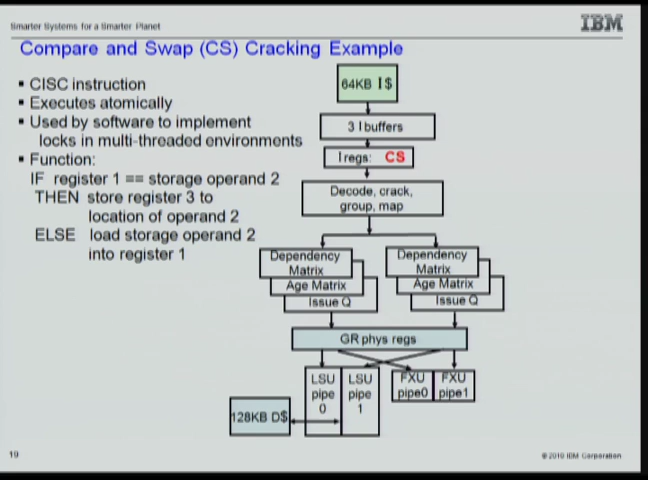 Smarter Systems for a Smarter Planet
IBM
Compare and Swap (CS) Cracking Example
▪ CISC instruction
▪ Executes atomically
▪ Used by software to implement
locks in multi-threaded environments
▪ Function:
IF register 1 == storage operand 2
THEN store register 3 to
location of operand 2
ELSE load storage operand 2
into register 1
64KB I$
3 I buffers
I regs: CS
Decode, crack,
group, map
Dependency
Matrix
Age Matrix
Issue Q
Dependency
Matrix
Age Matrix
Issue Q
GR phys regs
LSU
pipe
0
LSU
pipe
1
FXU
pipe0
FXU
pipe1
128KB D$
19
© 2010 IBM Corporation